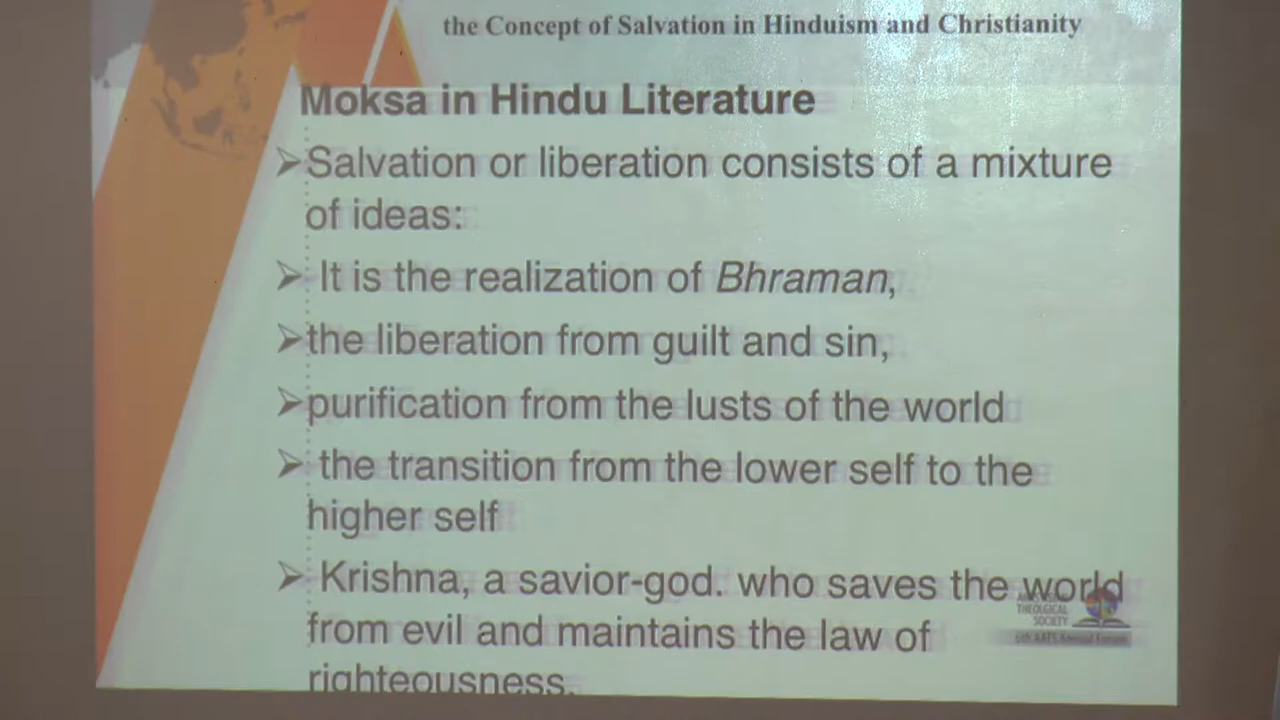 the Concept of Salvation in Hinduism and Christianity
Moksa in Hindu Literature
➢Salvation or liberation consists of a mixture
of ideas:
➢ It is the realization of Bhraman,
➢the liberation from guilt and sin,
➢purification from the lusts of the world
➢ the transition from the lower self to the
higher self
➢ Krishna, a savior-god. who saves the world
from evil and maintains the law of
righteousness.
THEOLGICAL
SOCIETY
Annual Forum